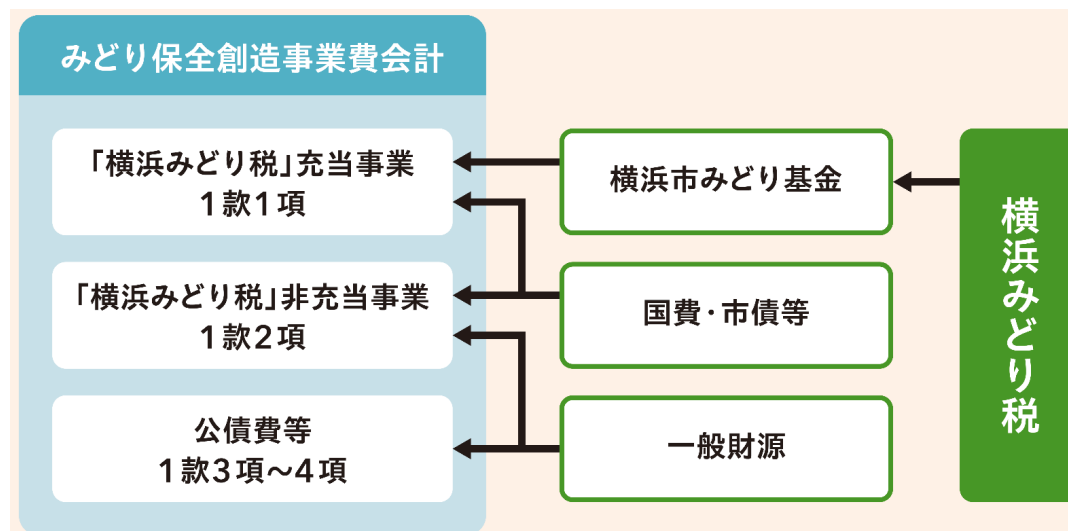 みどり保全創造事業費会計
「横浜みどり税」充当事業
1款1項
「横浜みどり税」非充当事業
1款2項
公債費等
1款3項～4項
横浜市みどり基金
国費・市債等
一般財源
横浜みどり税